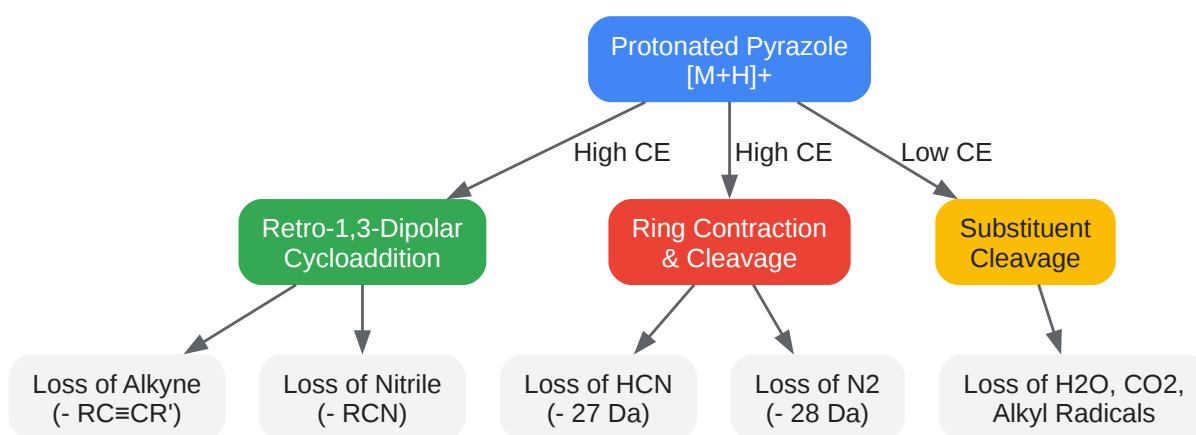 Protonated Pyrazole
[M+H]+
High CE
High CE
Low CE
Retro-1,3-Dipolar
Cycloaddition
Ring Contraction
& Cleavage
Substituent
Cleavage
Loss of Alkyne
(- RC≡CR')
Loss of Nitrile
(- RCN)
Loss of HCN
(- 27 Da)
Loss of N2
(- 28 Da)
Loss of H2O, CO2,
Alkyl Radicals